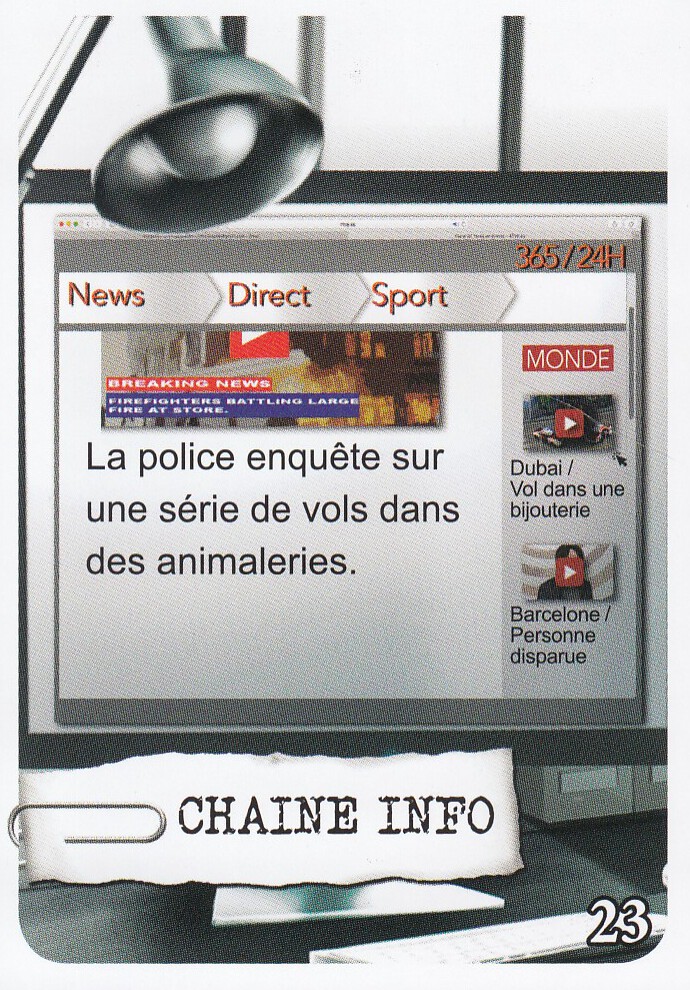 365/24H
News Direct Sport
BREAKING NEWS
FIREFIGHTERS BATTLING LARGE
FIRE AT STORE.
La police enquête sur
une série de vols dans
des animaleries.
MONDE
Dubai /
Vol dans une
bijouterie
Barcelone /
Personne
disparue
CHAINE INFO
23